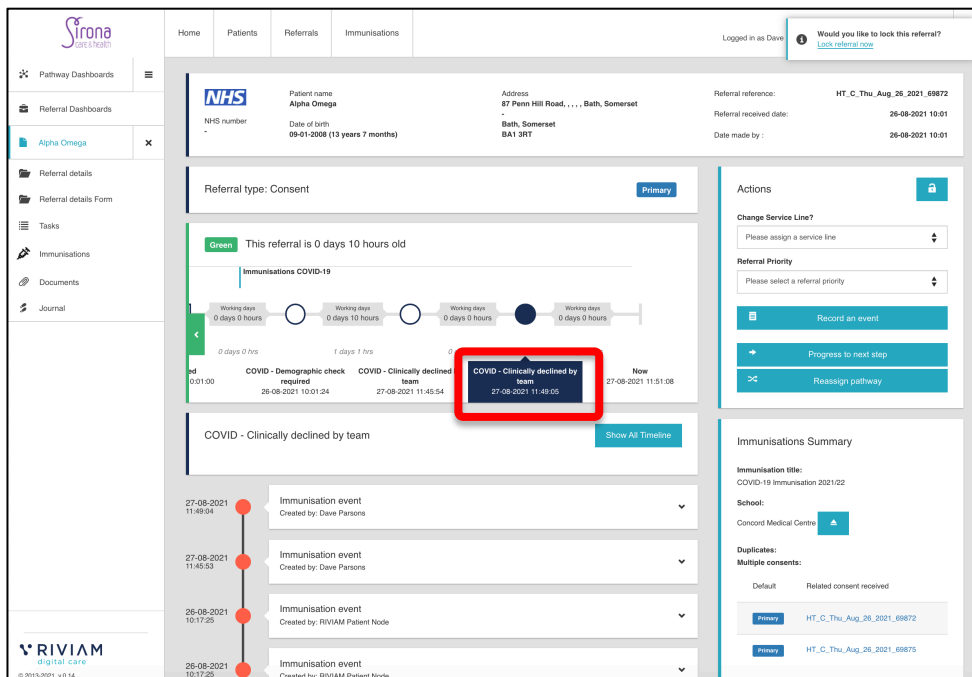 Sirona
care & health
Home
Patients
Referrals
Immunisations
Logged in as Dave
Would you like to lock this referral?
Lock referral now
Pathway Dashboards
Referral Dashboards
Alpha Omega
Referral details
Referral details Form
Tasks
Immunisations
Documents
Journal
RIVIAM
digital care
© 2013-2021, v.0.14
NHS
NHS number
-
Patient name
Alpha Omega
Date of birth
09-01-2008 (13 years 7 months)
Address
87 Penn Hill Road, , , , , Bath, Somerset
-
Bath, Somerset
BA1 3RT
Referral reference: HT_C_Thu_Aug_26_2021_69872
Referral received date: 26-08-2021 10:01
Date made by : 26-08-2021 10:01
Referral type: Consent
Primary
Green This referral is 0 days 10 hours old
Immunisations COVID-19
Working days
0 days 0 hours
Working days
0 days 10 hours
Working days
0 days 0 hours
Working days
0 days 0 hours
0 days 0 hrs
1 days 1 hrs
0
ed
0:01:00
COVID - Demographic check
required
26-08-2021 10:01:24
COVID - Clinically declined
team
27-08-2021 11:45:54
COVID - Clinically declined by
team
27-08-2021 11:49:05
Now
27-08-2021 11:51:08
COVID - Clinically declined by team
Show All Timeline
27-08-2021
11:49:04
Immunisation event
Created by: Dave Parsons
27-08-2021
11:45:53
Immunisation event
Created by: Dave Parsons
26-08-2021
10:17:25
Immunisation event
Created by: RIVIAM Patient Node
26-08-2021
10:17:25
Immunisation event
Created by: RIVIAM Patient Node
Actions
Change Service Line?
Please assign a service line
Referral Priority
Please select a referral priority
Record an event
Progress to next step
Reassign pathway
Immunisations Summary
Immunisation title:
COVID-19 Immunisation 2021/22
School:
Concord Medical Centre
Duplicates:
Multiple consents:
Default Related consent received
Primary HT_C_Thu_Aug_26_2021_69872
Primary HT_C_Thu_Aug_26_2021_69875